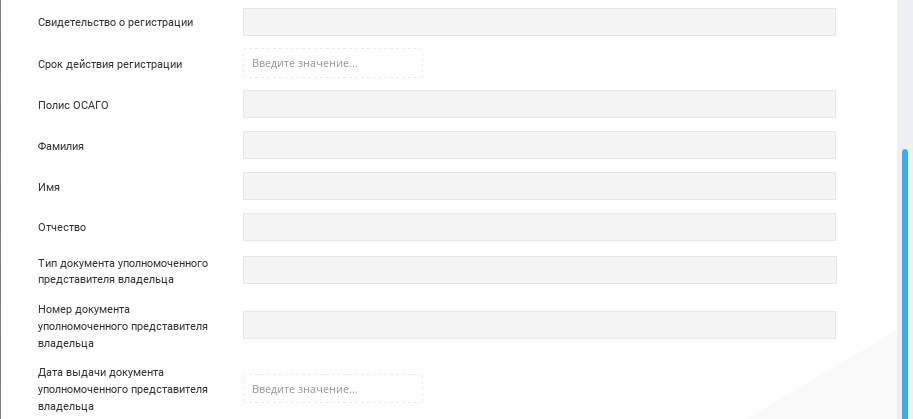 Свидетельство о регистрации
Срок действия регистрации
Введите значение...
Полис ОСАГО
Фамилия
Имя
Отчество
Тип документа уполномоченного
представителя владельца
Номер документа
уполномоченного представителя
владельца
Дата выдачи документа
уполномоченного представителя
владельца
Введите значение...